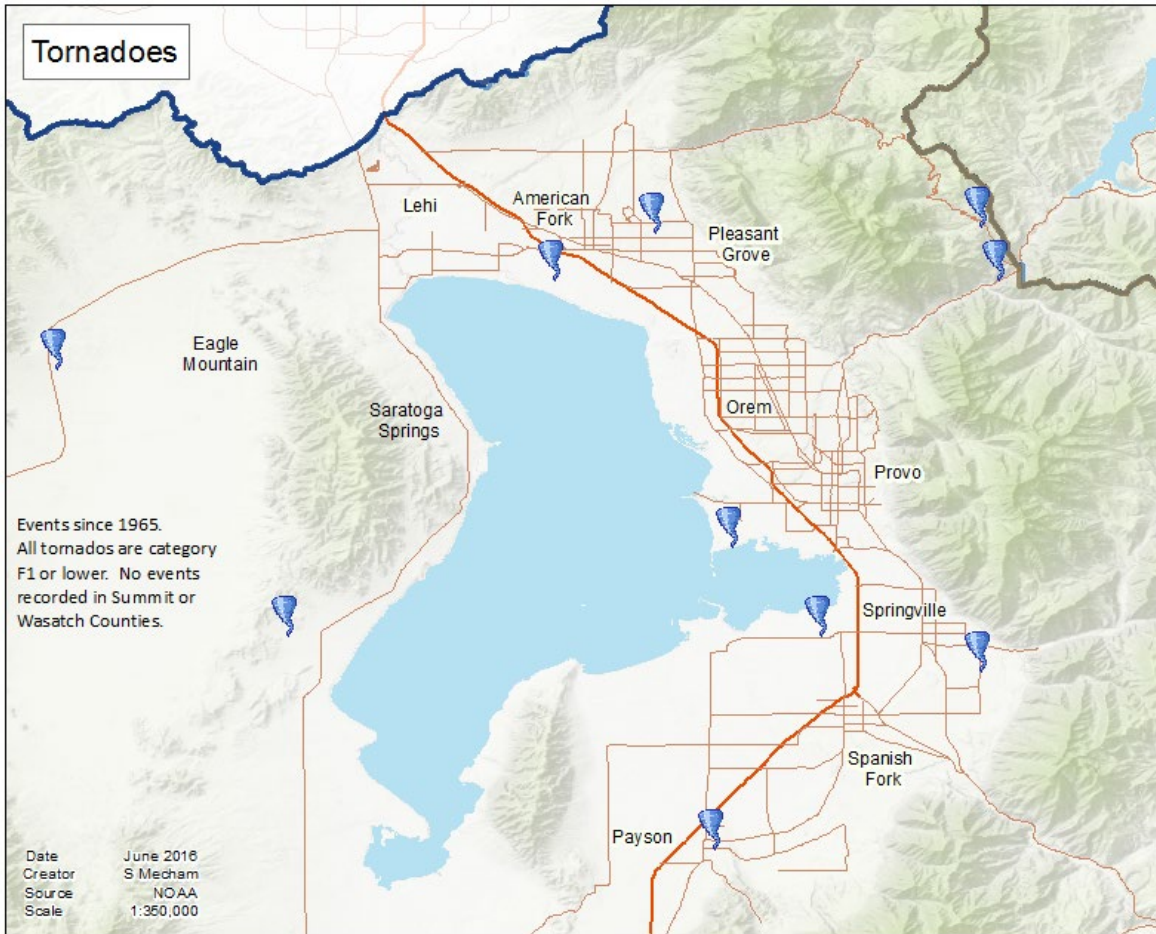 Tornadoes
American
Fork
Lehi
Pleasant
Grove
Eagle
Mountain
Saratoga
Springs
Orem
Provo
Events since 1965.
All tornados are category
F1 or lower. No events
recorded in Summit or
Wasatch Counties.
Springville
Spanish
Fork
Payson
Date June 2016
Creator S Mecham
Source NOAA
Scale 1:350,000